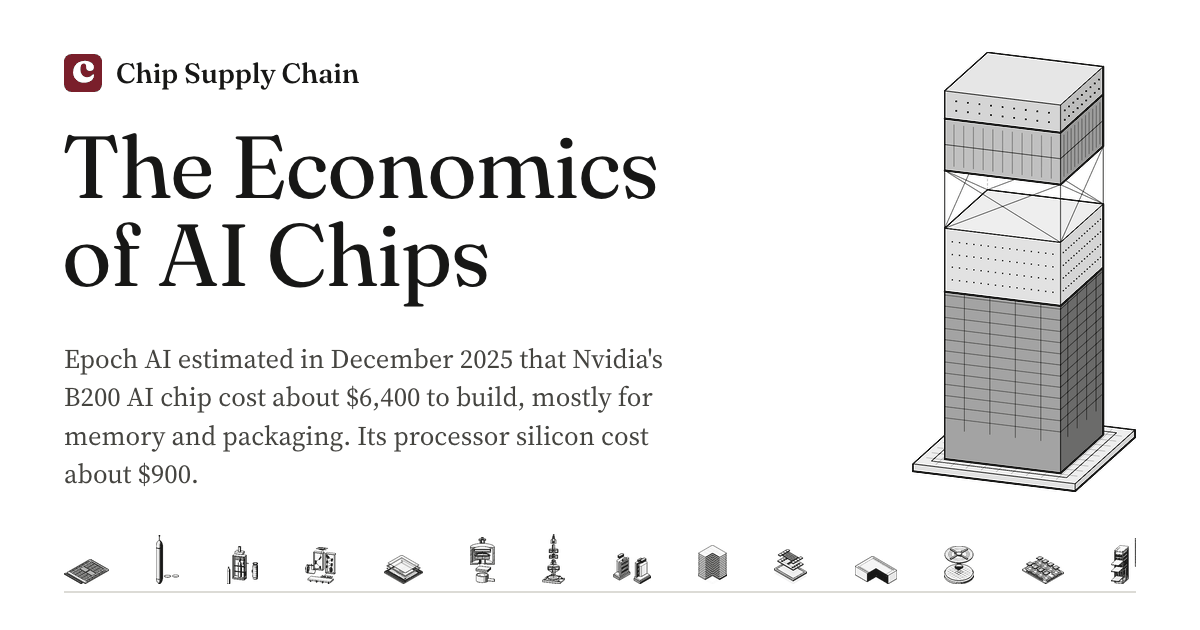 C Chip Supply Chain
The Economics
of AI Chips
Epoch AI estimated in December 2025 that Nvidia's
B200 AI chip cost about $6,400 to build, mostly for
memory and packaging. Its processor silicon cost
about $900.